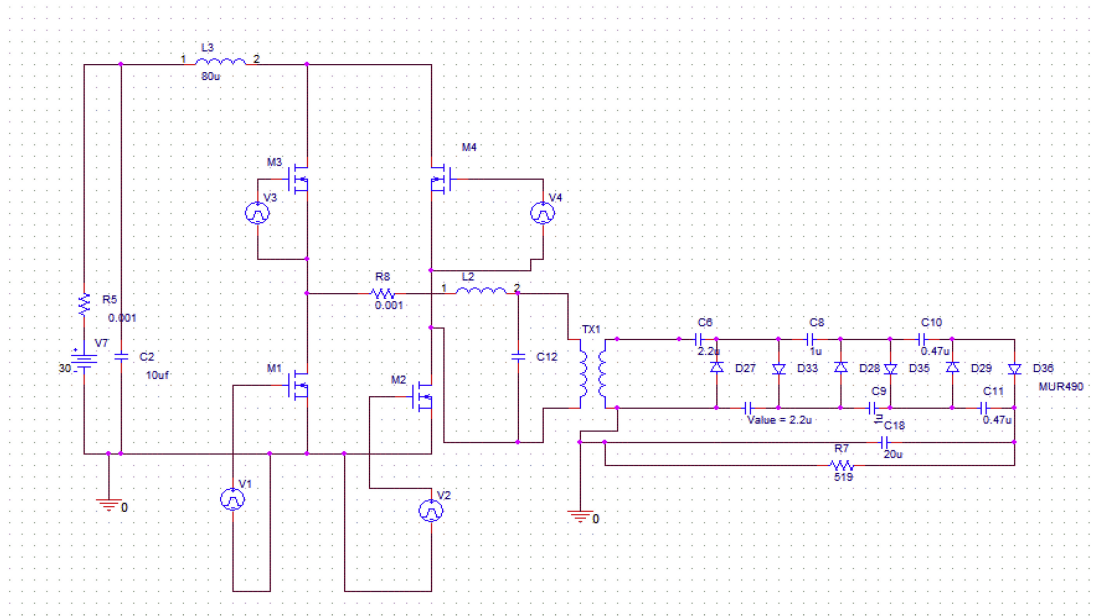 L3
1
2
80u
M3
M4
V3
V4
R8
0.001
L2
1
2
R5
0.001
V7
30
C2
10uf
M1
M2
C12
TX1
C6
2.2u
C8
1u
C10
0.47u
D27
D33
D28
D35
D29
D36
MUR490
Value = 2.2u
C9
1u
C11
0.47u
C18
20u
R7
519
V1
V2
0
0